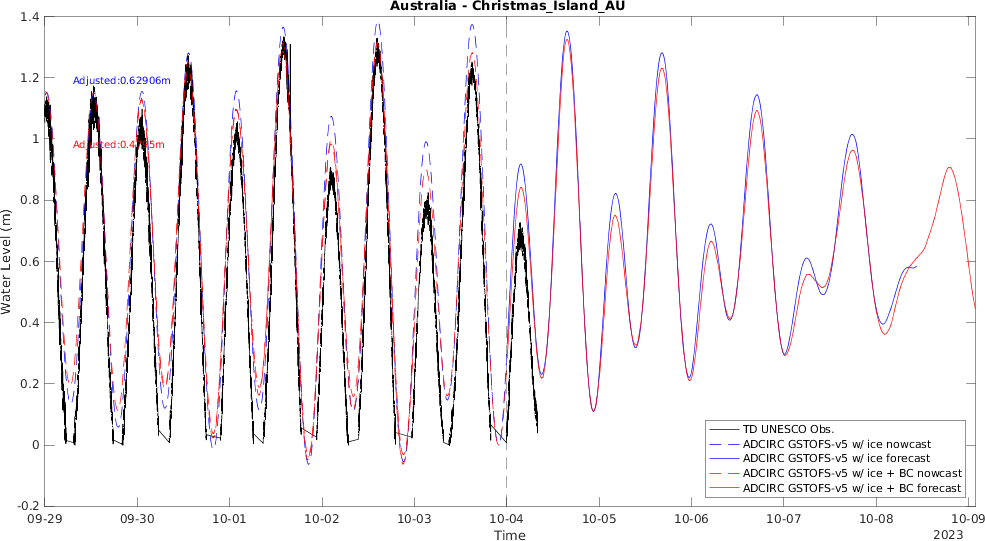 Australia - Christmas_Island_AU
1.4
1.2
1
0.8
0.6
0.4
0.2
0
-0.2
Water Level (m)
Adjusted:0.62906m
TD UNESCO Obs.
ADCIRC GSTOFS-v5 w/ ice nowcast
ADCIRC GSTOFS-v5 w/ ice forecast
ADCIRC GSTOFS-v5 w/ ice + BC nowcast
ADCIRC GSTOFS-v5 w/ ice + BC forecast
09-29 09-30 10-01 10-02 10-03 10-04 10-05 10-06 10-07 10-08 10-09
Time
2023